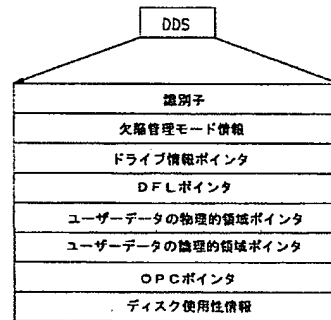 DDS
識別子
欠陥管理モード情報
ドライブ情報ポインタ
DFLポインタ
ユーザーデータの物理的領域ポインタ
ユーザーデータの論理的領域ポインタ
OPCポインタ
ディスク使用性情報